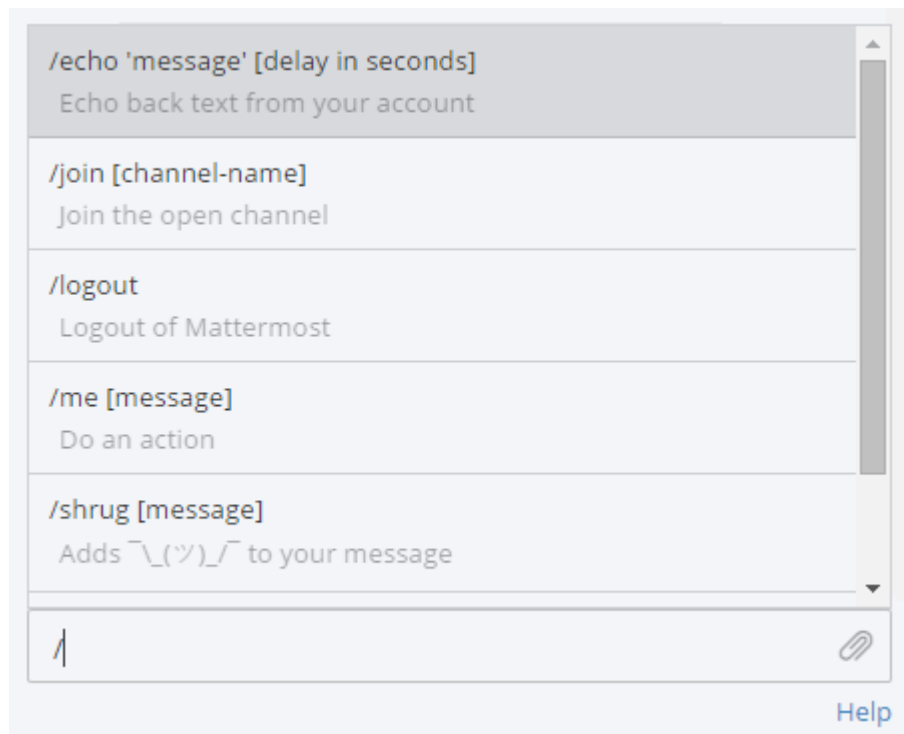 /echo 'message' [delay in seconds]
Echo back text from your account
/join [channel-name]
Join the open channel
/logout
Logout of Mattermost
/me [message]
Do an action
/shrug [message]
Adds ¯\_(ツ)_/¯ to your message
/
Help